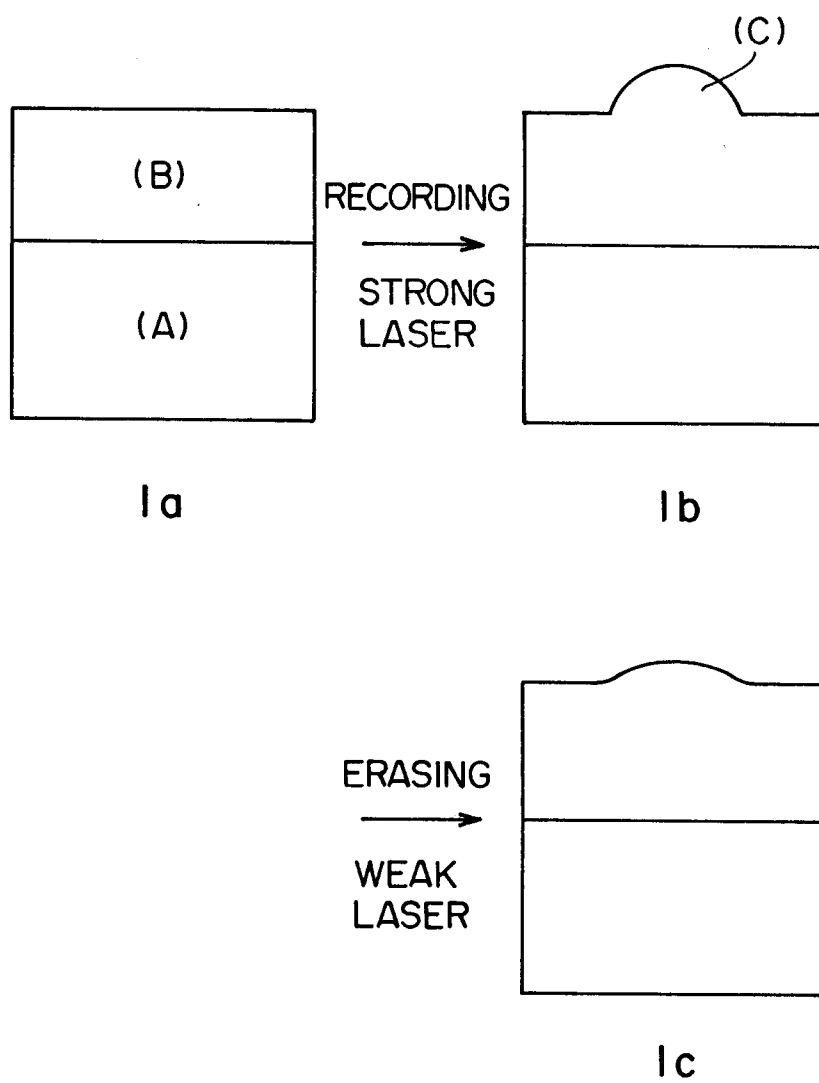 (C)
(B)
RECORDING
STRONG
LASER
(A)
1a
1b
ERASING
WEAK
LASER
1c